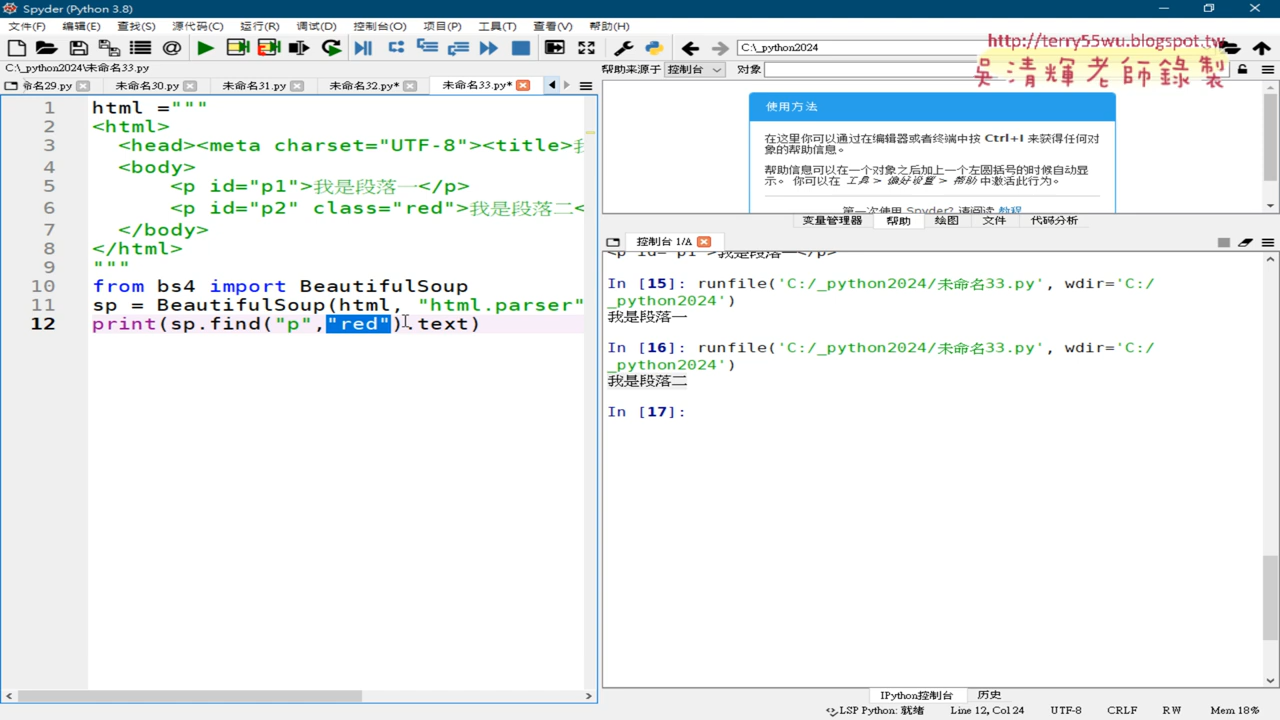 Spyder (Python 3.8)
文件(F) 编辑(E) 查找(S) 源代码(C) 运行(R) 调试(D) 控制台(O) 项目(P) 工具(T) 查看(V) 帮助(H)
C:\_python2024
http://terry55wu.blogspot.tw
吳清輝老師錄製
C:\_python2024\未命名33.py
帮助来源于 控制台 对象
命名29.py 未命名30.py 未命名31.py 未命名32.py* 未命名33.py*
1 html ="""
2 <html>
3 <head><meta charset="UTF-8"><title>
4 <body>
5 <p id="p1">我是段落一</p>
6 <p id="p2" class="red">我是段落二<
7 </body>
8 </html>
9 """
10 from bs4 import BeautifulSoup
11 sp = BeautifulSoup(html, "html.parser"
12 print(sp.find("p","red").text)
使用方法
在这里你可以通过在编辑器或者终端中按 Ctrl+I 来获得任何对
象的帮助信息。
帮助信息可以在一个对象之后加上一个左圆括号的时候自动显
示。 你可以在 工具 > 偏好设置 > 帮助 中激活此行为。
第一次使用 Spyder? 请阅读 教程
变量管理器 帮助 绘图 文件 代码分析
控制台 1/A
<p id="p1">我是段落一</p>
In [15]: runfile('C:/_python2024/未命名33.py', wdir='C:/
_python2024')
我是段落一
In [16]: runfile('C:/_python2024/未命名33.py', wdir='C:/
_python2024')
我是段落二
In [17]:
IPython控制台 历史
LSP Python: 就绪 Line 12, Col 24 UTF-8 CRLF RW Mem 18%